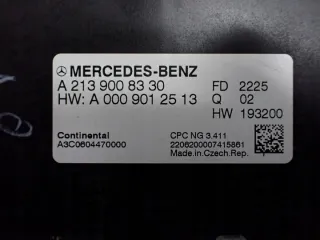 MERCEDES-BENZ
A 213 900 83 30 FD 2225
HW: A 000 901 25 13 Q 02
HW 193200
Continental CPC NG 3.411
A3C0604470000 2206200007415861
Made in Czech.Rep.